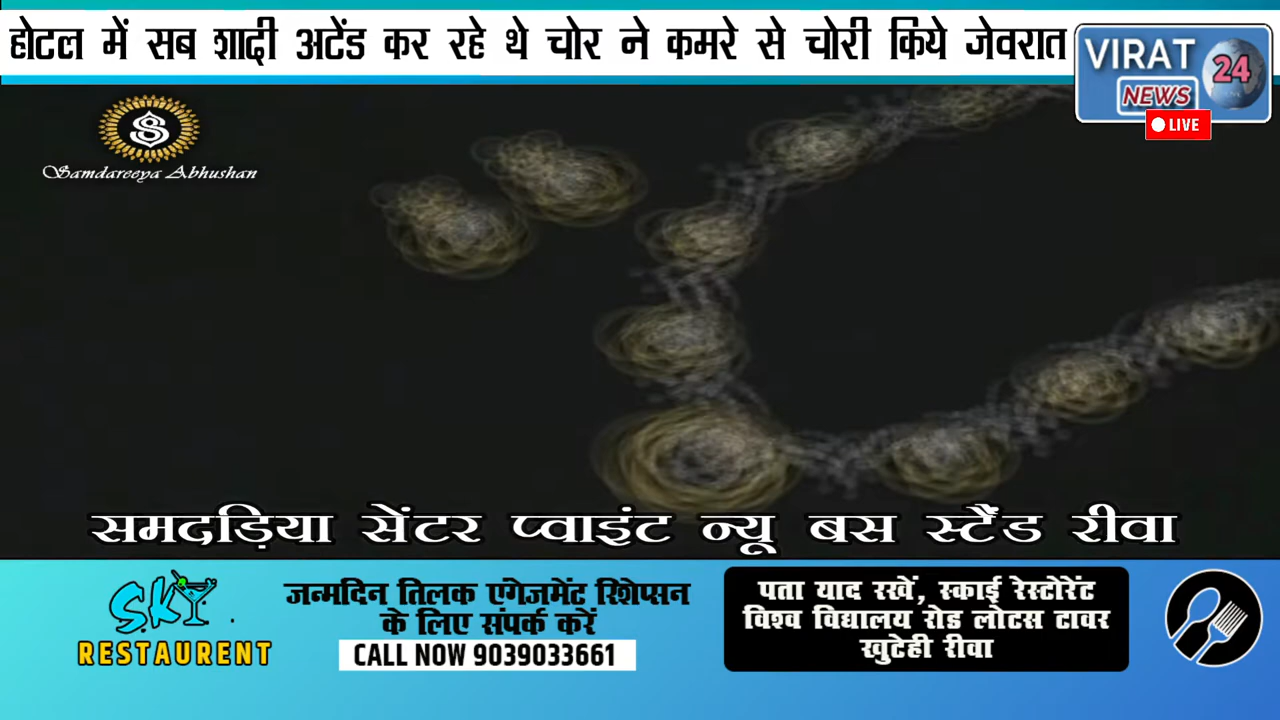 होटल में सब शादी अटेंड कर रहे थे चोर ने कमरे से चोरी किये जेवरात
VIRAT
NEWS
24
LIVE
S
Samdareeya Abhushan
समदड़िया सेंटर प्वाइंट न्यू बस स्टैंड रीवा
SKY
RESTAURENT
जन्मदिन तिलक एंगेजमेंट रिशेप्सन
के लिए संपर्क करें
CALL NOW 9039033661
पता याद रखें, स्काई रेस्टोरेंट
विश्व विद्यालय रोड लोटस टावर
खुटेही रीवा